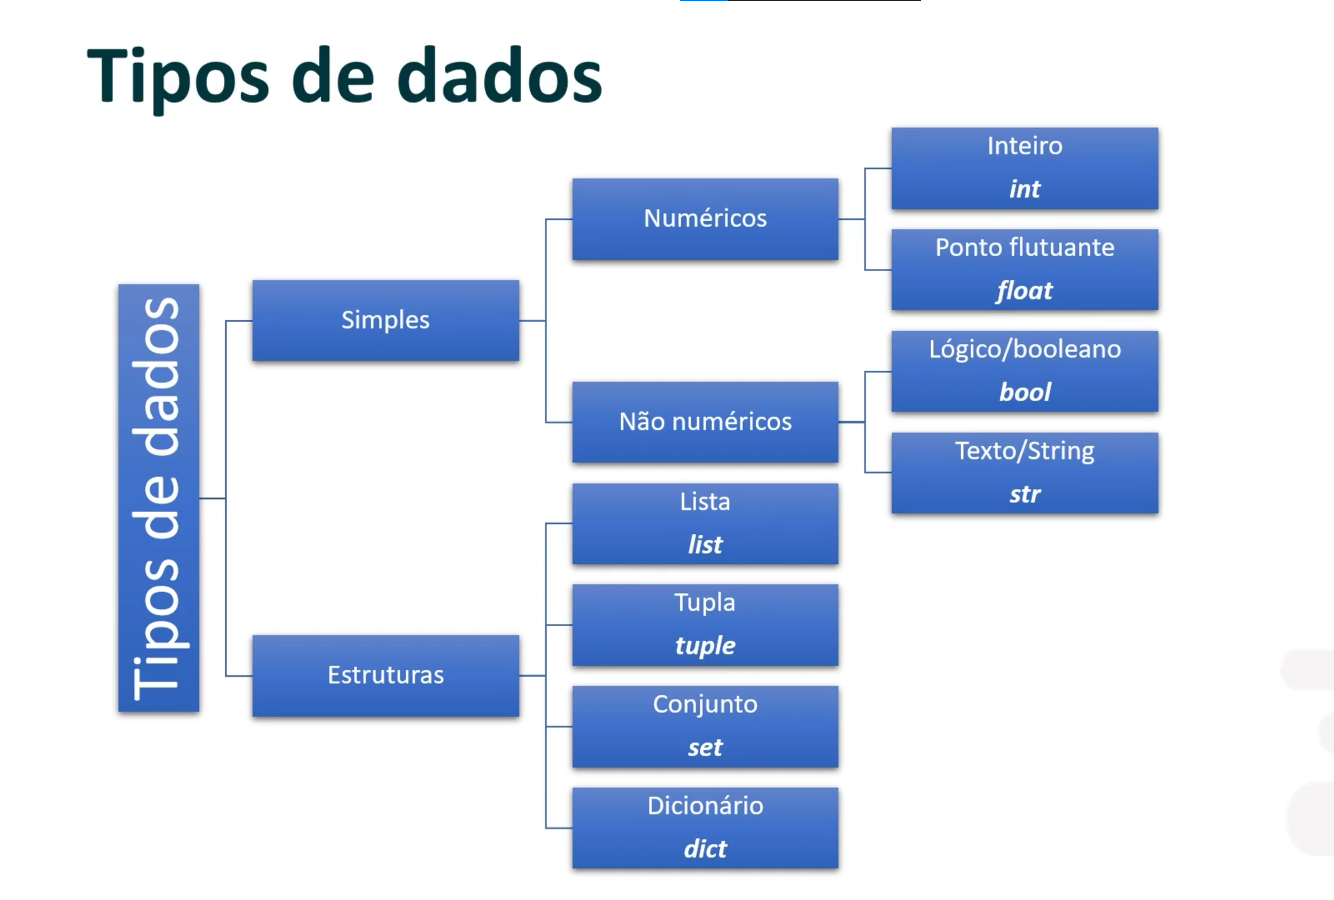 Tipos de dados
Tipos de dados
Simples
Numéricos
Inteiro
int
Ponto flutuante
float
Não numéricos
Lógico/booleano
bool
Texto/String
str
Estruturas
Lista
list
Tupla
tuple
Conjunto
set
Dicionário
dict